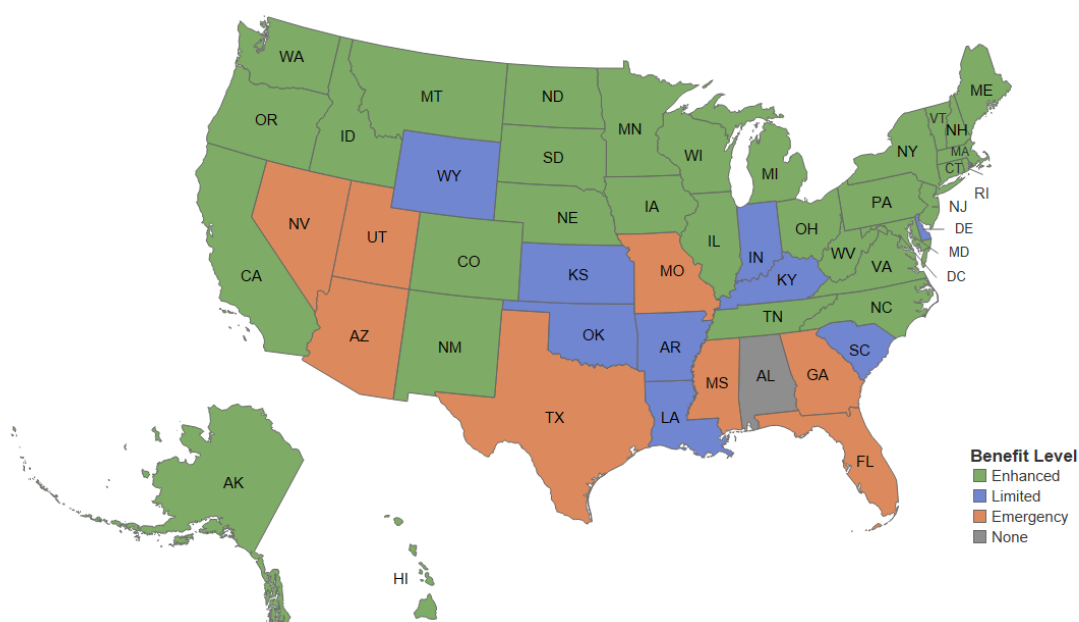 WA
MT
ND
MN
ME
VT
NH
OR
ID
SD
WI
MI
NY
MA
CT
RI
WY
NE
IA
PA
NJ
NV
UT
CO
IL
IN
OH
DE
CA
KS
MO
WV
MD
KY
VA
DC
AZ
NM
OK
AR
TN
NC
SC
TX
MS
AL
GA
LA
FL
AK
HI
Benefit Level
Enhanced
Limited
Emergency
None